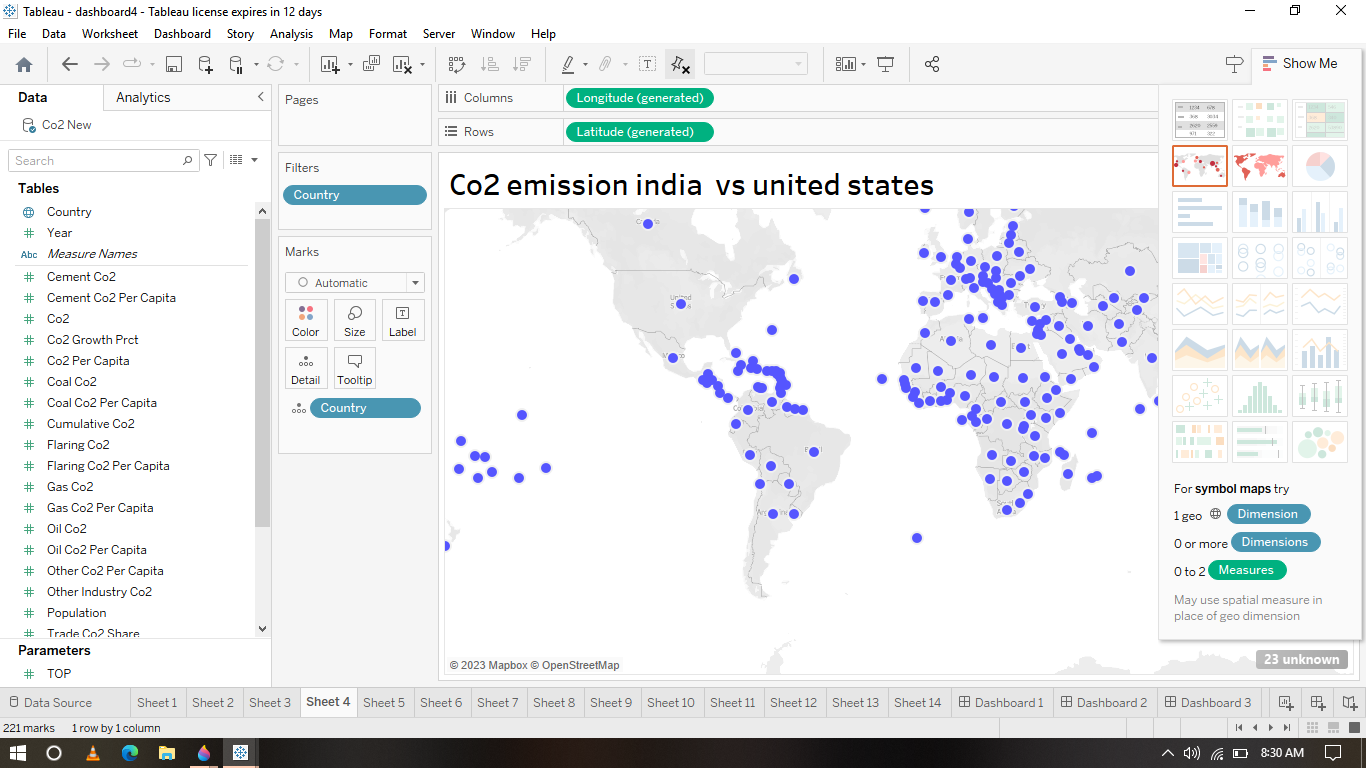 Tableau - dashboard4 - Tableau license expires in 12 days
File Data Worksheet Dashboard Story Analysis Map Format Server Window Help
Show Me
Data Analytics
Pages
Columns Longitude (generated)
Rows Latitude (generated)
Co2 New
Search
Filters
Country
Tables
Country
Year
Abc Measure Names
Cement Co2
Cement Co2 Per Capita
Co2
Co2 Growth Prct
Co2 Per Capita
Coal Co2
Coal Co2 Per Capita
Cumulative Co2
Flaring Co2
Flaring Co2 Per Capita
Gas Co2
Gas Co2 Per Capita
Oil Co2
Oil Co2 Per Capita
Other Co2 Per Capita
Other Industry Co2
Population
Trade Co2 Share
Parameters
TOP
Marks
Automatic
Color Size Label
Detail Tooltip
Country
Co2 emission india  vs united states
© 2023 Mapbox © OpenStreetMap
For symbol maps try
1 geo Dimension
0 or more Dimensions
0 to 2 Measures
May use spatial measure in
place of geo dimension
23 unknown
Data Source Sheet 1 Sheet 2 Sheet 3 Sheet 4 Sheet 5 Sheet 6 Sheet 7 Sheet 8 Sheet 9 Sheet 10 Sheet 11 Sheet 12 Sheet 13 Sheet 14 Dashboard 1 Dashboard 2 Dashboard 3
221 marks 1 row by 1 column
8:30 AM